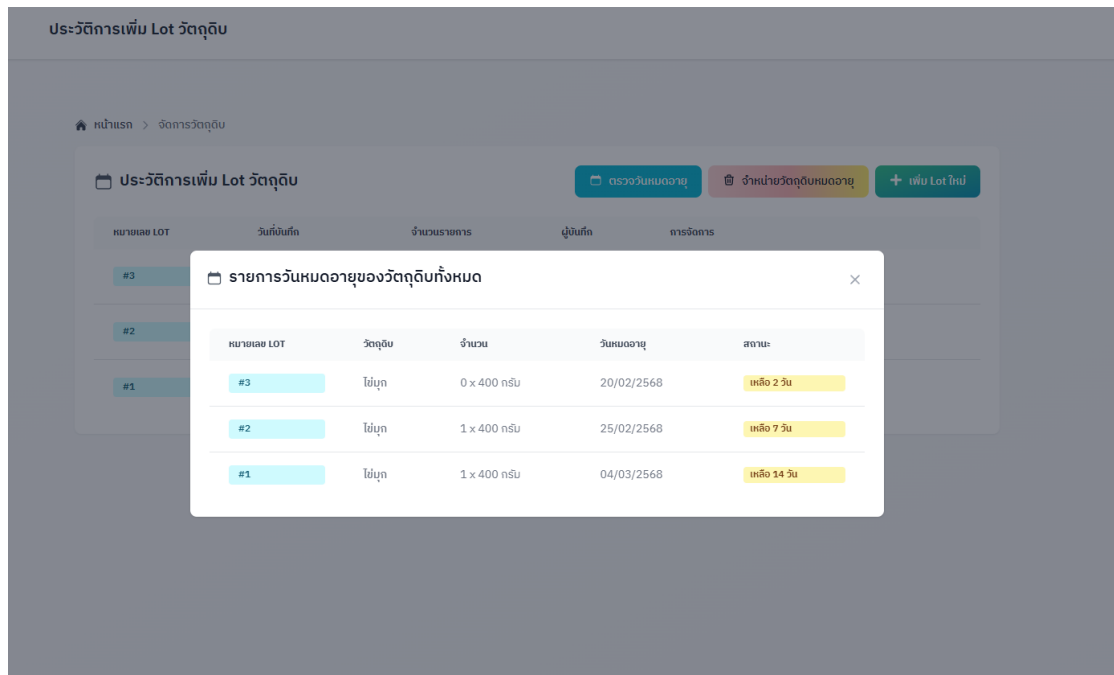 ประวัติการเพิ่ม Lot วัตถุดิบ
หน้าแรก > จัดการวัตถุดิบ
ประวัติการเพิ่ม Lot วัตถุดิบ
ตรวจวันหมดอายุ
จำหน่ายวัตถุดิบหมดอายุ
+ เพิ่ม Lot ใหม่
หมายเลข LOT วันที่บันทึก จำนวนรายการ ผู้บันทึก การจัดการ
#3
#2
#1
รายการวันหมดอายุของวัตถุดิบทั้งหมด ×
หมายเลข LOT วัตถุดิบ จำนวน วันหมดอายุ สถานะ
#3 ไข่มุก 0 x 400 กรัม 20/02/2568 เหลือ 2 วัน
#2 ไข่มุก 1 x 400 กรัม 25/02/2568 เหลือ 7 วัน
#1 ไข่มุก 1 x 400 กรัม 04/03/2568 เหลือ 14 วัน